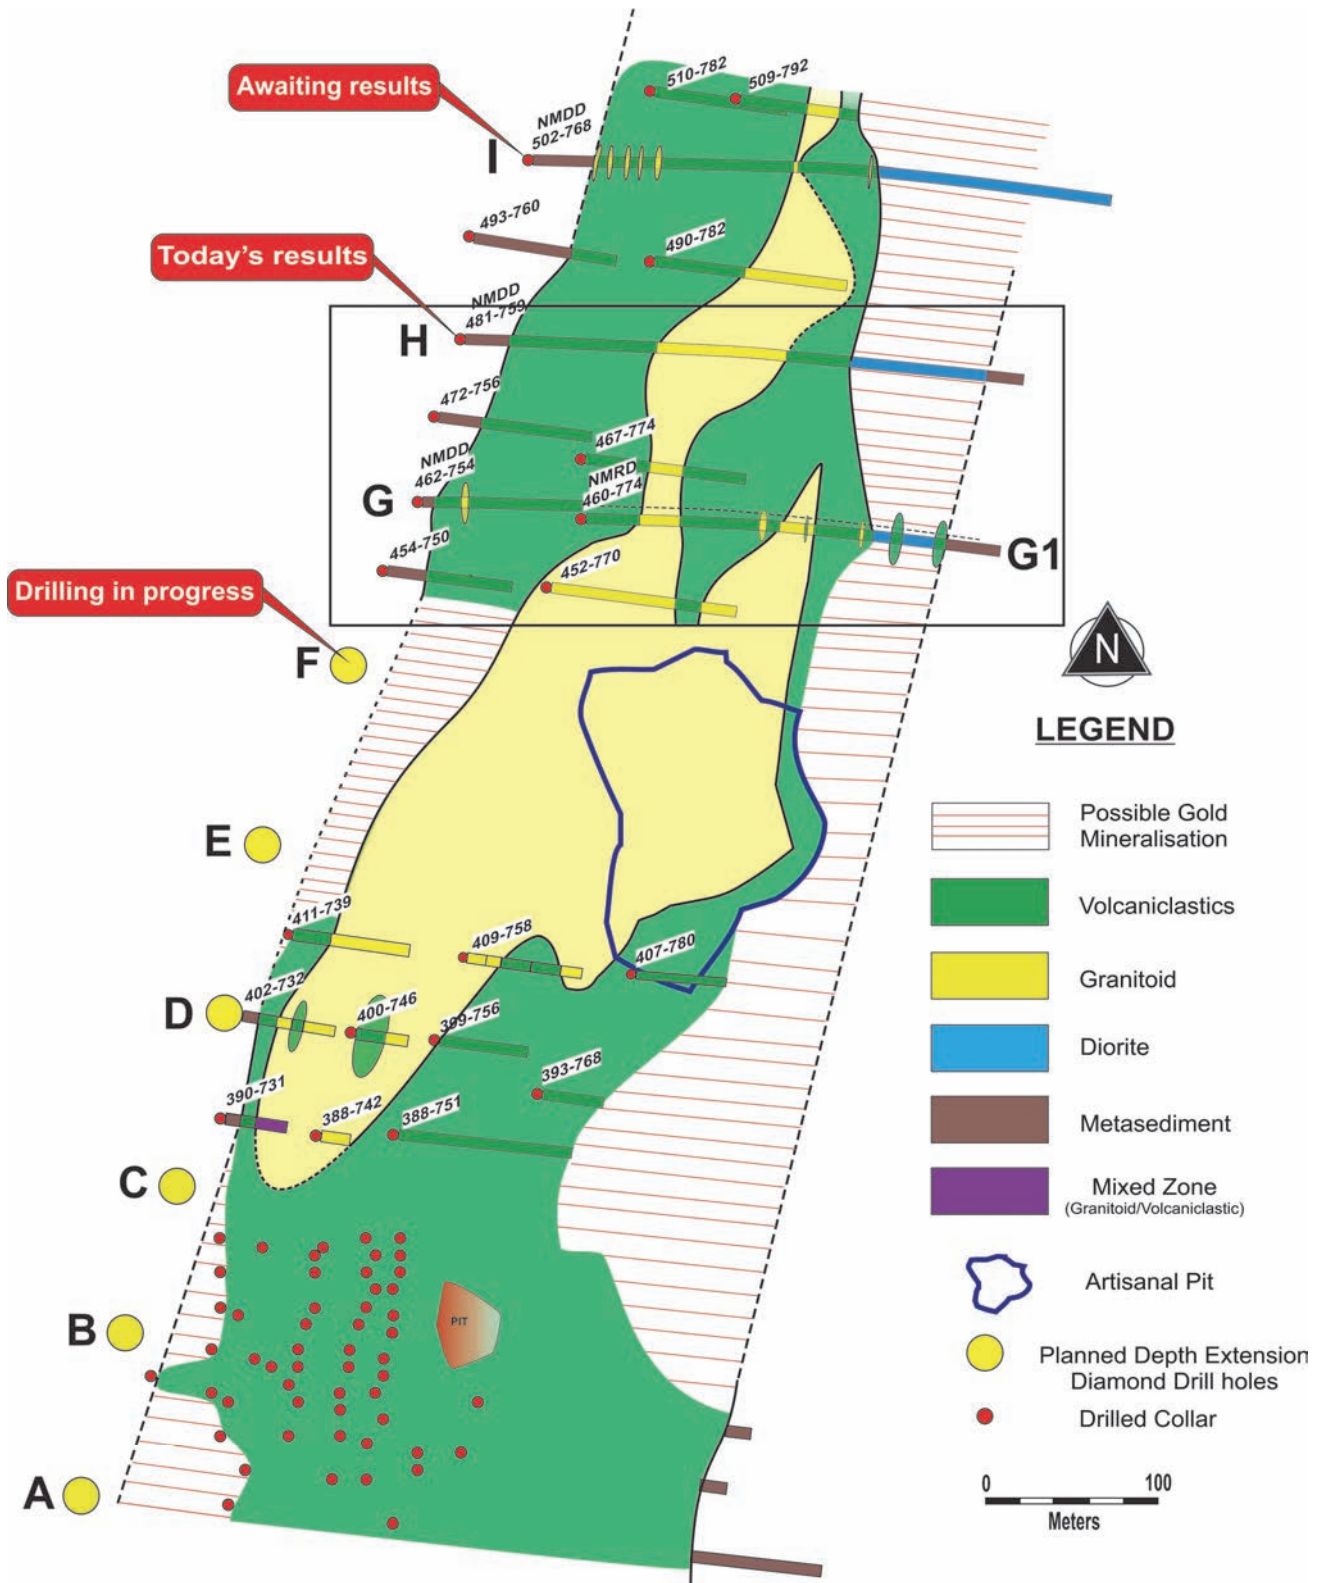 510-782
509-792
Awaiting results
NMDD
502-768
I
493-760
490-782
Today's results
NMDD
481-759
H
472-756
467-774
NMDD
462-754
NMRD
460-774
G
G1
454-750
452-770
Drilling in progress
F
N
LEGEND
Possible Gold
Mineralisation
Volcaniclastics
Granitoid
Diorite
Metasediment
Mixed Zone
(Granitoid/Volcaniclastic)
Artisanal Pit
Planned Depth Extension
Diamond Drill holes
Drilled Collar
0 100
Meters
E
411-739
409-758
407-780
D
402-732
400-746
399-756
393-768
390-731
388-742
388-751
C
B
PIT
A